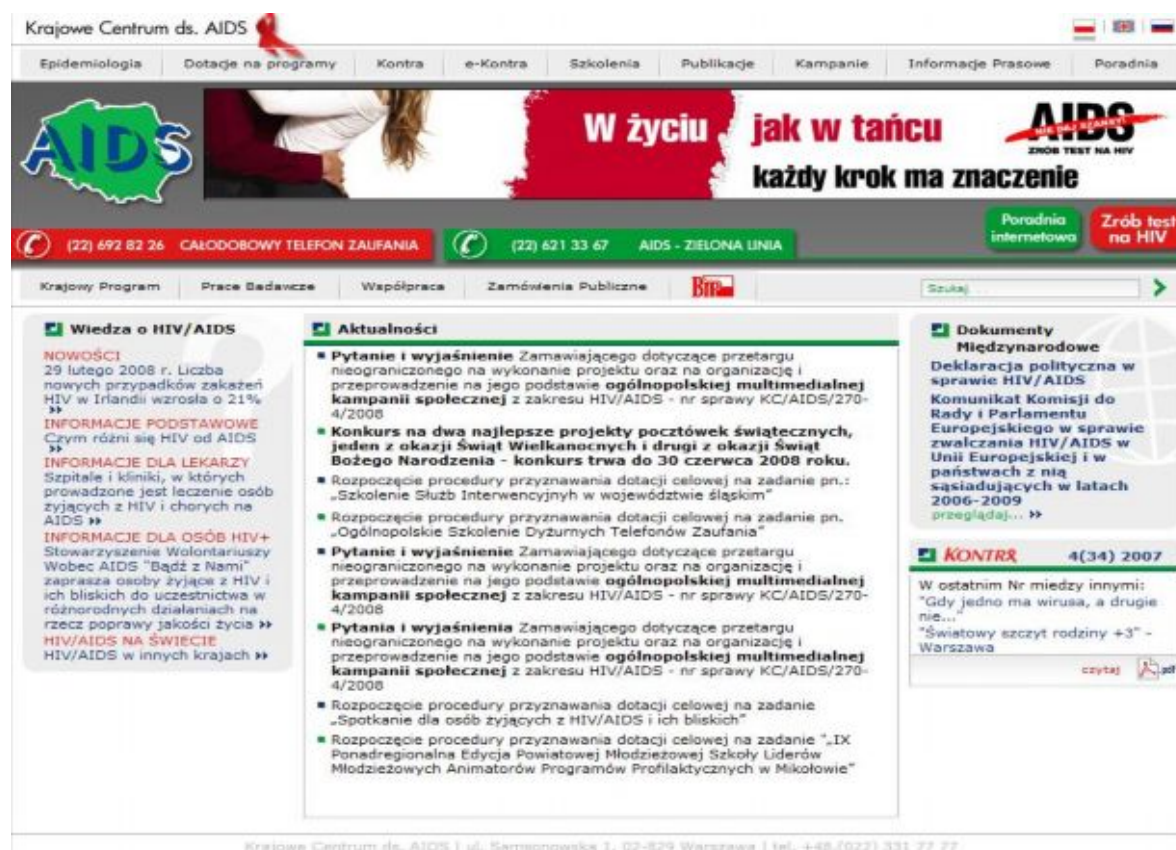 Krajowe Centrum ds. AIDS
Epidemiologia Dotacje na programy Kontra e-Kontra Szkolenia Publikacje Kampanie Informacje Prasowe Poradnia
AIDS
W życiu jak w tańcu
każdy krok ma znaczenie
AIDS
NIE DAJ SZANSY!
ZRÓB TEST NA HIV
Poradnia
internetowa
Zrób test
na HIV
(22) 692 82 26 CAŁODOBOWY TELEFON ZAUFANIA
(22) 621 33 67 AIDS - ZIELONA LINIA
Krajowy Program Prace Badawcze Współpraca Zamówienia Publiczne BIP
Szukaj...
Wiedza o HIV/AIDS
NOWOŚCI
29 lutego 2008 r. Liczba
nowych przypadków zakażeń
HIV w Irlandii wzrosła o 21%
INFORMACJE PODSTAWOWE
Czym różni się HIV od AIDS
INFORMACJE DLA LEKARZY
Szpitale i kliniki, w których
prowadzone jest leczenie osób
żyjących z HIV i chorych na
AIDS
INFORMACJE DLA OSÓB HIV+
Stowarzyszenie Wolontariuszy
Wobec AIDS "Bądź z Nami"
zaprasza osoby żyjące z HIV i
ich bliskich do uczestnictwa w
różnorodnych działaniach na
rzecz poprawy jakości życia
HIV/AIDS NA ŚWIECIE
HIV/AIDS w innych krajach
Aktualności
Pytanie i wyjaśnienie Zamawiającego dotyczące przetargu
nieograniczonego na wykonanie projektu oraz na organizację i
przeprowadzenie na jego podstawie ogólnopolskiej multimedialnej
kampanii społecznej z zakresu HIV/AIDS - nr sprawy KC/AIDS/270-
4/2008
Konkurs na dwa najlepsze projekty pocztówek świątecznych,
jeden z okazji Świąt Wielkanocnych i drugi z okazji Świąt
Bożego Narodzenia - konkurs trwa do 30 czerwca 2008 roku.
Rozpoczęcie procedury przyznawania dotacji celowej na zadanie pn.:
„Szkolenie Służb Interwencyjnyh w województwie śląskim”
Rozpoczęcie procedury przyznawania dotacji celowej na zadanie pn.
„Ogólnopolskie Szkolenie Dyżurnych Telefonów Zaufania”
Pytanie i wyjaśnienie Zamawiającego dotyczące przetargu
nieograniczonego na wykonanie projektu oraz na organizację i
przeprowadzenie na jego podstawie ogólnopolskiej multimedialnej
kampanii społecznej z zakresu HIV/AIDS - nr sprawy KC/AIDS/270-
4/2008
Pytania i wyjaśnienia Zamawiającego dotyczące przetargu
nieograniczonego na wykonanie projektu oraz na organizację i
przeprowadzenie na jego podstawie ogólnopolskiej multimedialnej
kampanii społecznej z zakresu HIV/AIDS - nr sprawy KC/AIDS/270-
4/2008
Rozpoczęcie procedury przyznawania dotacji celowej na zadanie
„Spotkanie dla osób żyjących z HIV/AIDS i ich bliskich”
Rozpoczęcie procedury przyznawania dotacji celowej na zadanie "„IX
Ponadregionalna Edycja Powiatowej Młodzieżowej Szkoły Liderów
Młodzieżowych Animatorów Programów Profilaktycznych w Mikołowie”
Dokumenty
Międzynarodowe
Deklaracja polityczna w
sprawie HIV/AIDS
Komunikat Komisji do
Rady i Parlamentu
Europejskiego w sprawie
zwalczania HIV/AIDS w
Unii Europejskiej i w
państwach z nią
sąsiadujących w latach
2006-2009
przeglądaj...
KONTRA 4(34) 2007
W ostatnim Nr miedzy innymi:
"Gdy jedno ma wirusa, a drugie
nie..."
"Światowy szczyt rodziny +3" -
Warszawa
czytaj .pdf
Krajowe Centrum ds. AIDS | ul. Samsonowska 1, 02-829 Warszawa | tel. +48.(022) 331 77 77